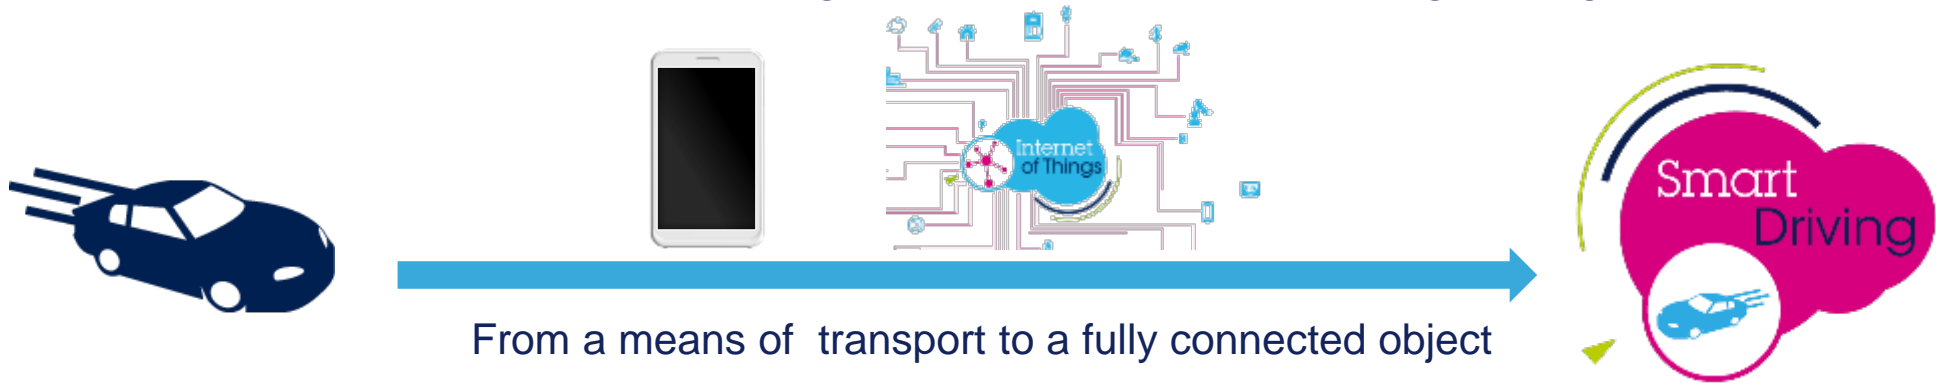 Internet
of Things
Smart
Driving
From a means of  transport to a fully connected object